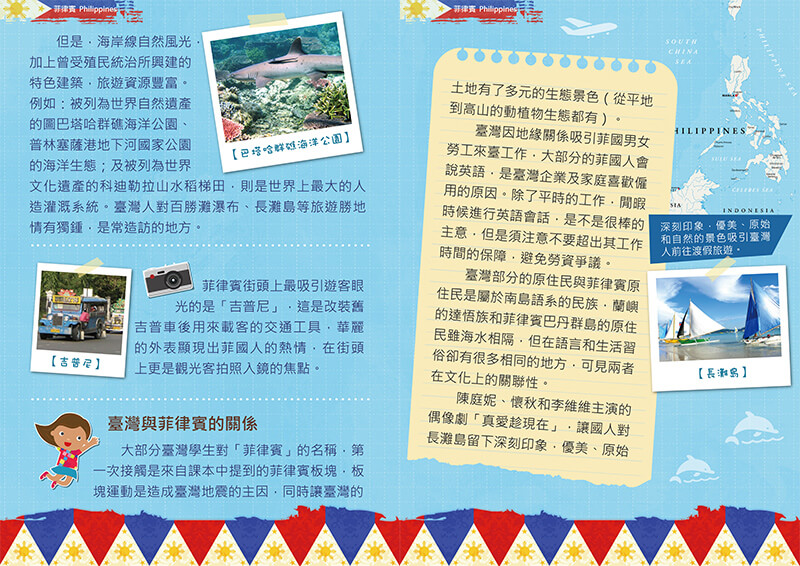 菲律賓 Philippines
但是，海岸線自然風光，
加上曾受殖民統治所興建的
特色建築，旅遊資源豐富。
例如：被列為世界自然遺產
的圖巴塔哈群礁海洋公園、
普林塞薩港地下河國家公園
的海洋生態；及被列為世界
文化遺產的科迪勒拉山水稻梯田，則是世界上最大的人
造灌溉系統。臺灣人對百勝灘瀑布、長灘島等旅遊勝地
情有獨鍾，是常造訪的地方。
【巴塔哈群礁海洋公園】
菲律賓街頭上最吸引遊客眼
光的是「吉普尼」，這是改裝舊
吉普車後用來載客的交通工具，華麗
的外表顯現出菲國人的熱情，在街頭
上更是觀光客拍照入鏡的焦點。
【吉普尼】
臺灣與菲律賓的關係
大部分臺灣學生對「菲律賓」的名稱，第
一次接觸是來自課本中提到的菲律賓板塊，板
塊運動是造成臺灣地震的主因，同時讓臺灣的
菲律賓 Philippines
土地有了多元的生態景色（從平地
到高山的動植物生態都有）。
臺灣因地緣關係吸引菲國男女
勞工來臺工作，大部分的菲國人會
說英語，是臺灣企業及家庭喜歡僱
用的原因。除了平時的工作，閒暇
時候進行英語會話，是不是很棒的
主意，但是須注意不要超出其工作
時間的保障，避免勞資爭議。
臺灣部分的原住民與菲律賓原
住民是屬於南島語系的民族，蘭嶼
的達悟族和菲律賓巴丹群島的原住
民雖海水相隔，但在語言和生活習
俗卻有很多相同的地方，可見兩者
在文化上的關聯性。
陳庭妮、懷秋和李維維主演的
偶像劇「真愛趁現在」，讓國人對
長灘島留下深刻印象，優美、原始
SOUTH
CHINA
SEA
PHILIPPINE SEA
HILIPPINES
SULU SEA
CELEBES SEA
INDONESIA
深刻印象，優美、原始
和自然的景色吸引臺灣
人前往渡假旅遊。
【長灘島】